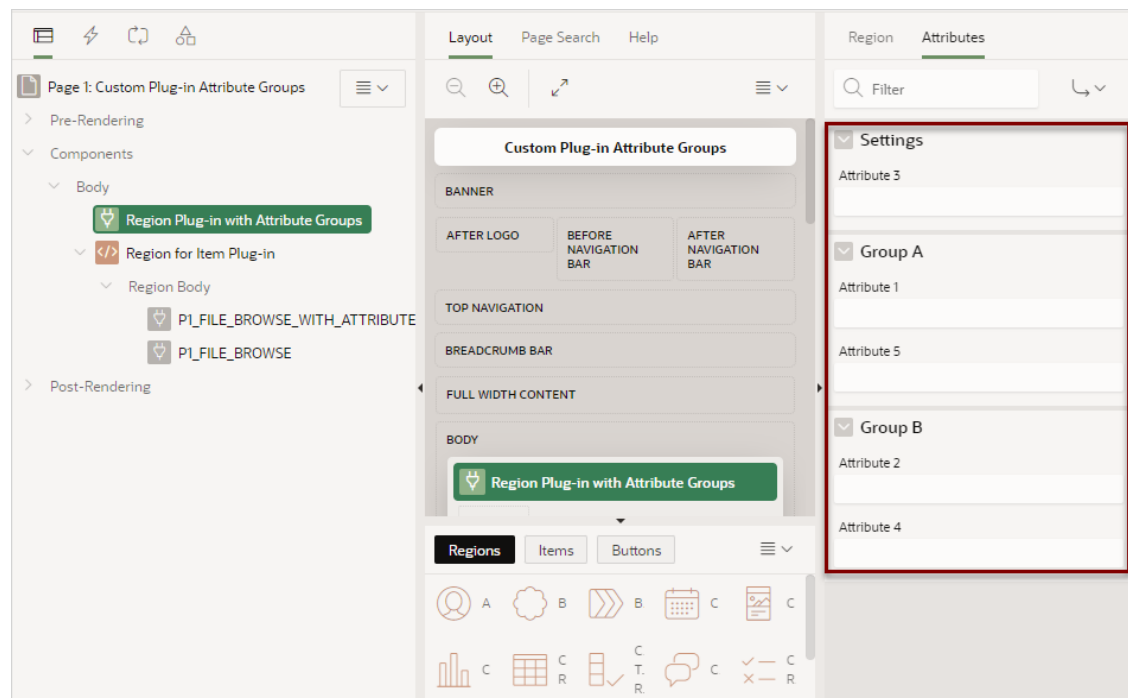 Page 1: Custom Plug-in Attribute Groups
Pre-Rendering
Components
Body
Region Plug-in with Attribute Groups
Region for Item Plug-in
Region Body
P1_FILE_BROWSE_WITH_ATTRIBUTE
P1_FILE_BROWSE
Post-Rendering
Layout Page Search Help
Custom Plug-in Attribute Groups
BANNER
AFTER LOGO
BEFORE
NAVIGATION
BAR
AFTER
NAVIGATION
BAR
TOP NAVIGATION
BREADCRUMB BAR
FULL WIDTH CONTENT
BODY
Region Plug-in with Attribute Groups
Regions Items Buttons
A B B C C
C
C
R
C
T.
R.
C
C
R
Region Attributes
Filter
Settings
Attribute 3
Group A
Attribute 1
Attribute 5
Group B
Attribute 2
Attribute 4